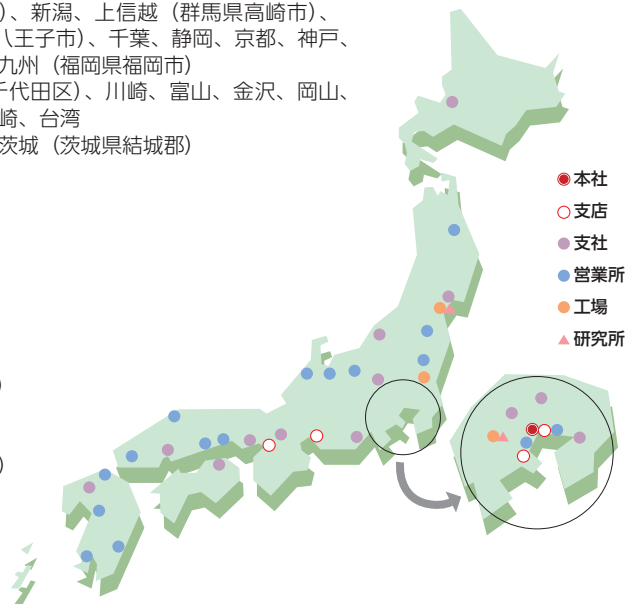 ）、新潟、上信越（群馬県高崎市）、
八王子市）、千葉、静岡、京都、神戸、
九州（福岡県福岡市）
千代田区）、川崎、富山、金沢、岡山、
崎、台湾
茨城（茨城県結城郡）
本社
支店
支社
営業所
工場
研究所
）
）